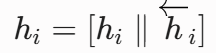 $h_i = [h_i \parallel \overleftarrow{h}_i]$